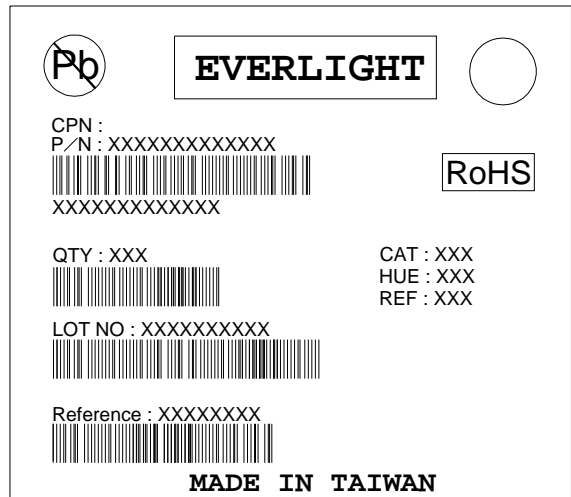 Pb
EVERLIGHT
CPN :
P/N : XXXXXXXXXXXXX
RoHS
XXXXXXXXXXXXX
QTY : XXX
CAT : XXX
HUE : XXX
REF : XXX
LOT NO : XXXXXXXXXX
Reference : XXXXXXXX
MADE IN TAIWAN